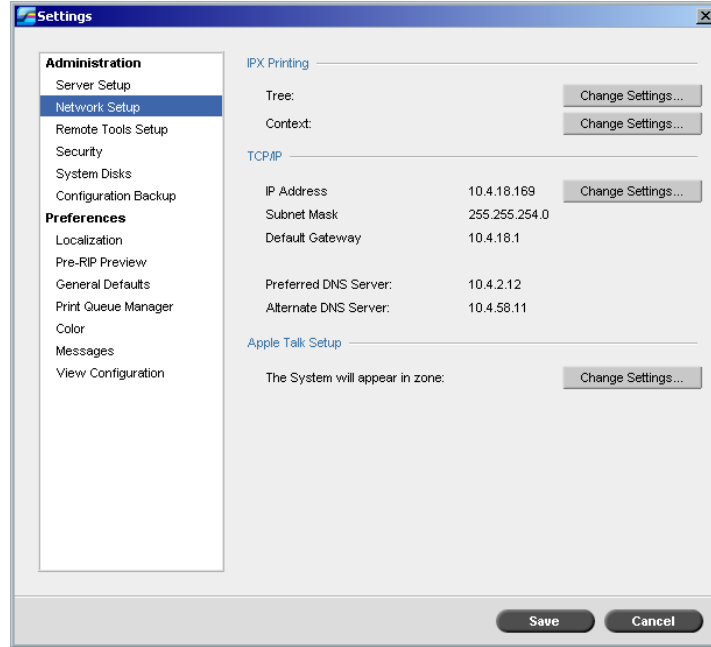 Settings
Administration
Server Setup
Network Setup
Remote Tools Setup
Security
System Disks
Configuration Backup
Preferences
Localization
Pre-RIP Preview
General Defaults
Print Queue Manager
Color
Messages
View Configuration
IPX Printing
Tree: Change Settings...
Context: Change Settings...
TCP/IP
IP Address 10.4.18.169 Change Settings...
Subnet Mask 255.255.254.0
Default Gateway 10.4.18.1
Preferred DNS Server: 10.4.2.12
Alternate DNS Server: 10.4.58.11
Apple Talk Setup
The System will appear in zone: Change Settings...
Save Cancel